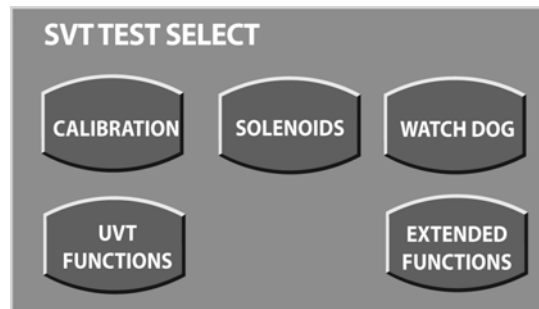 SVT TEST SELECT
CALIBRATION
SOLENOIDS
WATCH DOG
UVT
FUNCTIONS
EXTENDED
FUNCTIONS